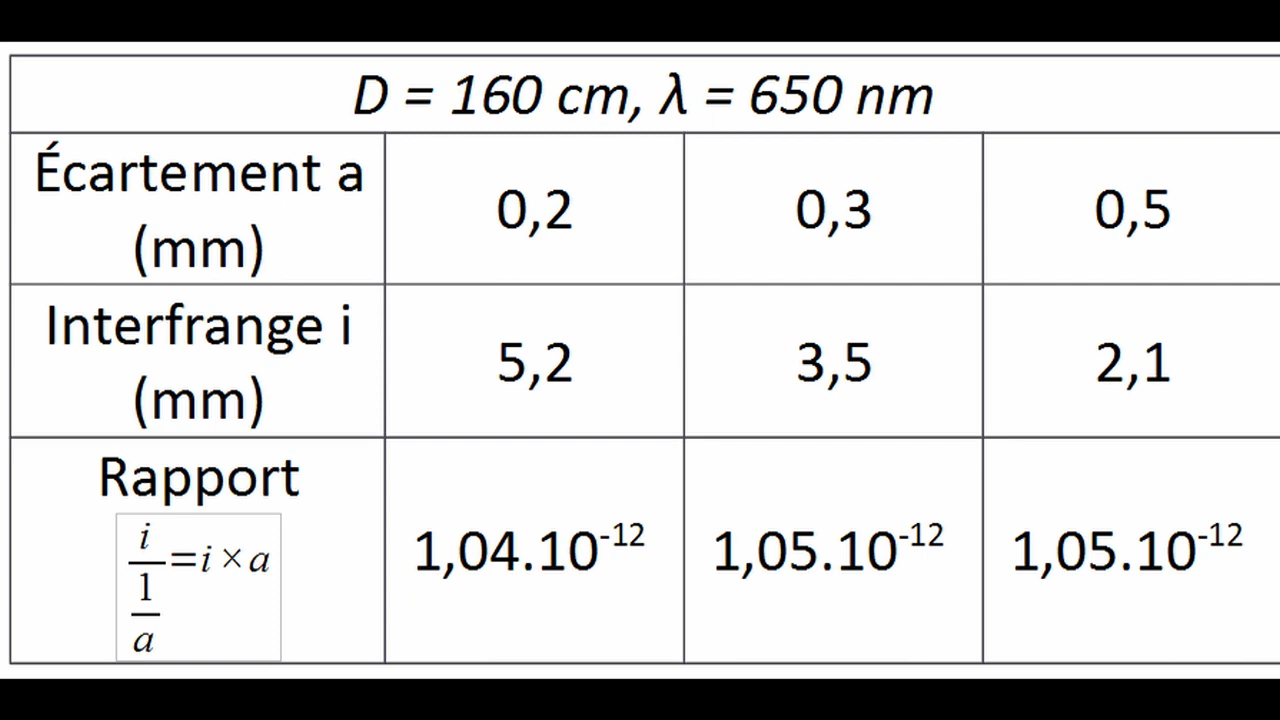 D = 160 cm, λ = 650 nm
Écartement a
(mm)
0,2
0,3
0,5
Interfrange i
(mm)
5,2
3,5
2,1
Rapport
i
1
a
=i×a
1,04.10⁻¹²
1,05.10⁻¹²
1,05.10⁻¹²